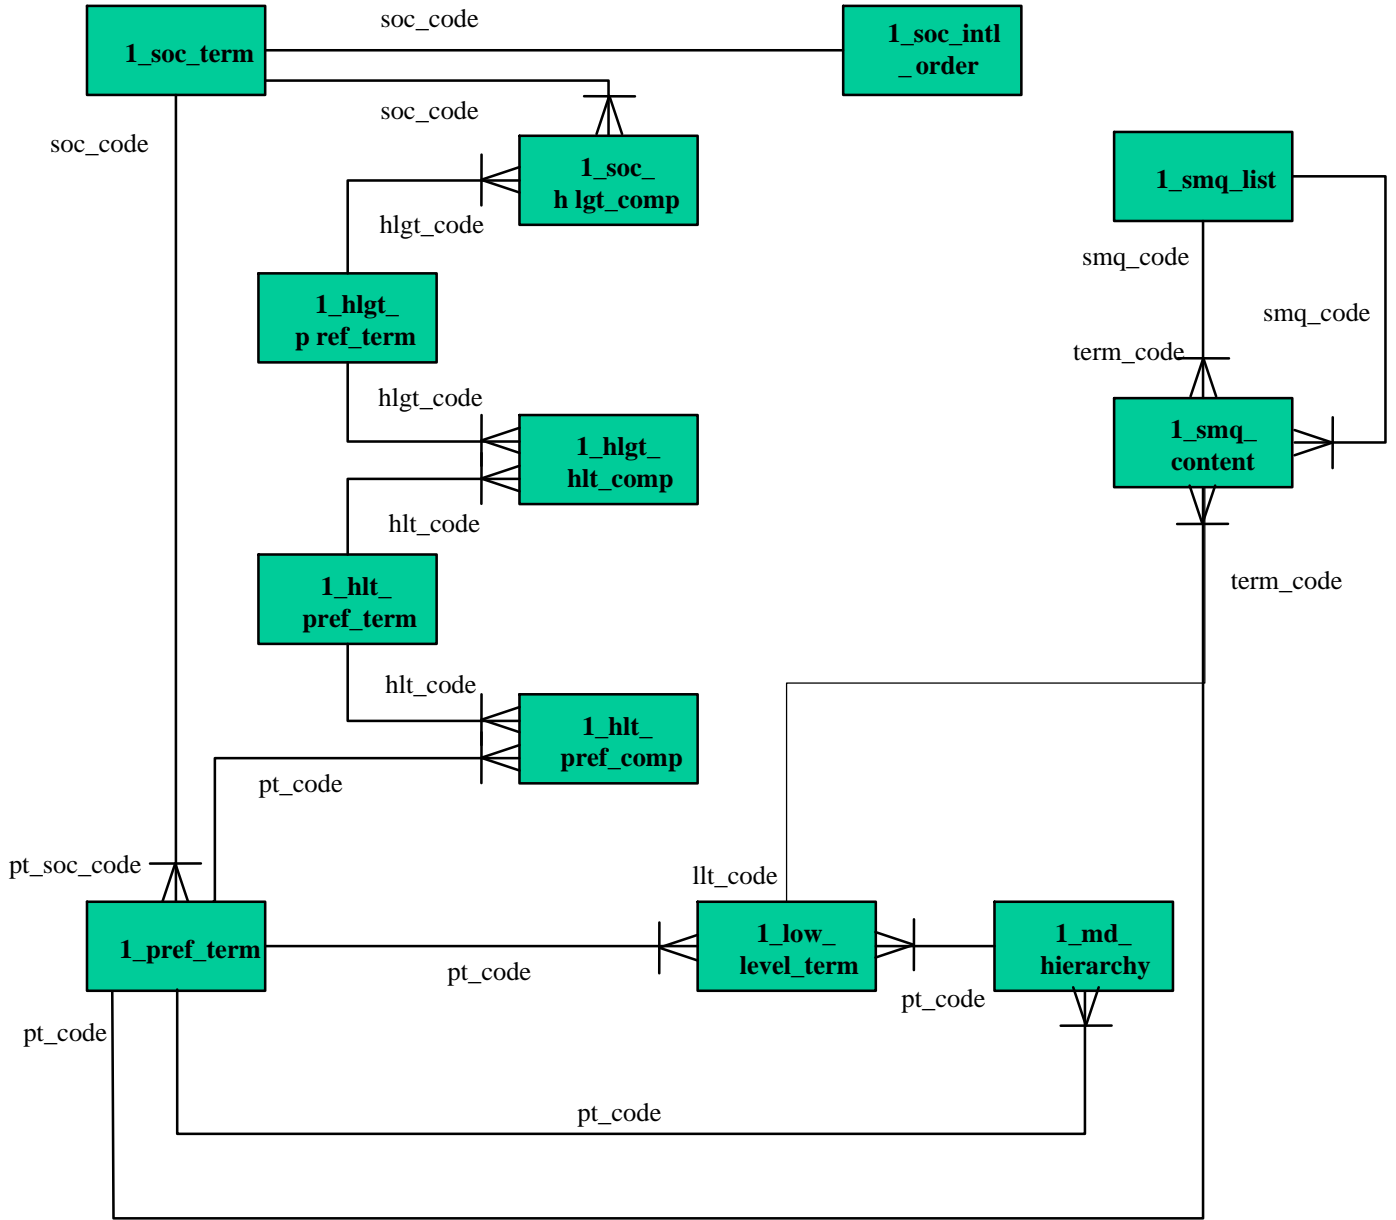 soc_code
1_soc_term
1_soc_intl
_ order
soc_code
soc_code
1_soc_
h lgt_comp
1_smq_list
hlgt_code
smq_code
smq_code
1_hlgt_
p ref_term
term_code
hlgt_code
1_hlgt_
hlt_comp
1_smq_
content
hlt_code
term_code
1_hlt_
pref_term
hlt_code
1_hlt_
pref_comp
pt_code
pt_soc_code
llt_code
1_pref_term
1_low_
level_term
1_md_
hierarchy
pt_code
pt_code
pt_code
pt_code